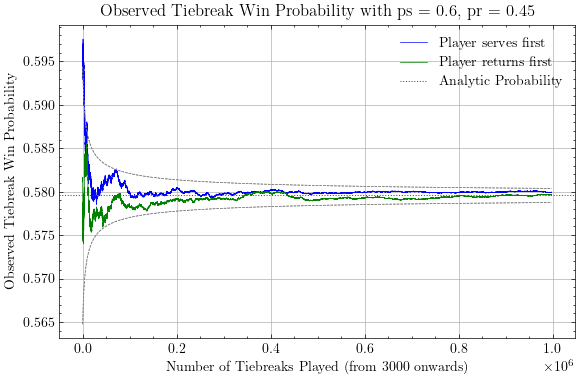 Observed Tiebreak Win Probability with ps = 0.6, pr = 0.45
Player serves first
Player returns first
Analytic Probability
Observed Tiebreak Win Probability
0.595
0.590
0.585
0.580
0.575
0.570
0.565
0.0 0.2 0.4 0.6 0.8 1.0
Number of Tiebreaks Played (from 3000 onwards)
×10⁶